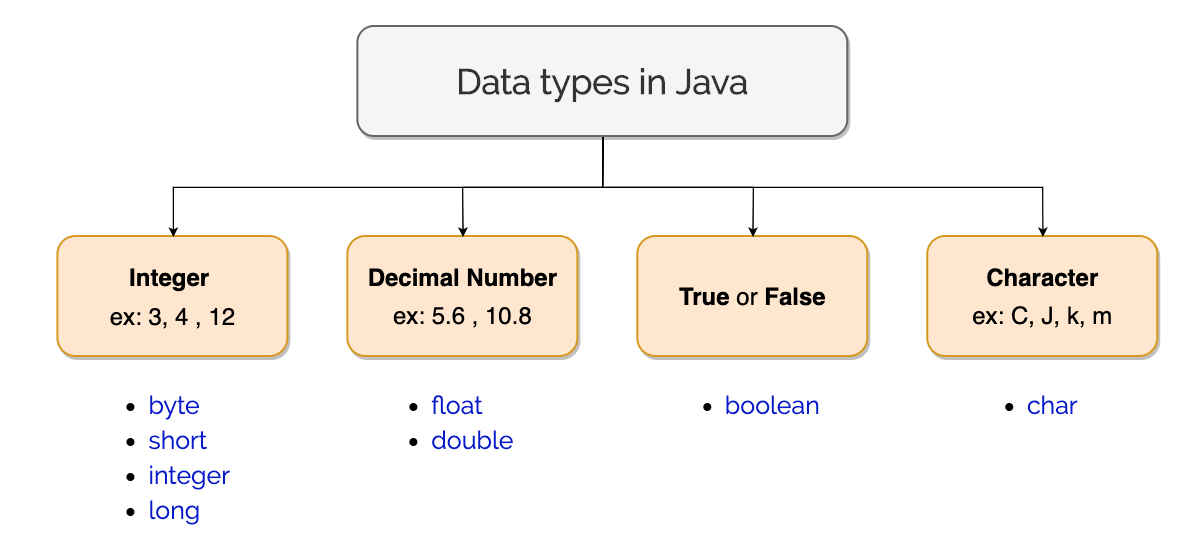 Data types in Java
Integer
ex: 3, 4 , 12
byte
short
integer
long
Decimal Number
ex: 5.6 , 10.8
float
double
True or False
boolean
Character
ex: C, J, k, m
char